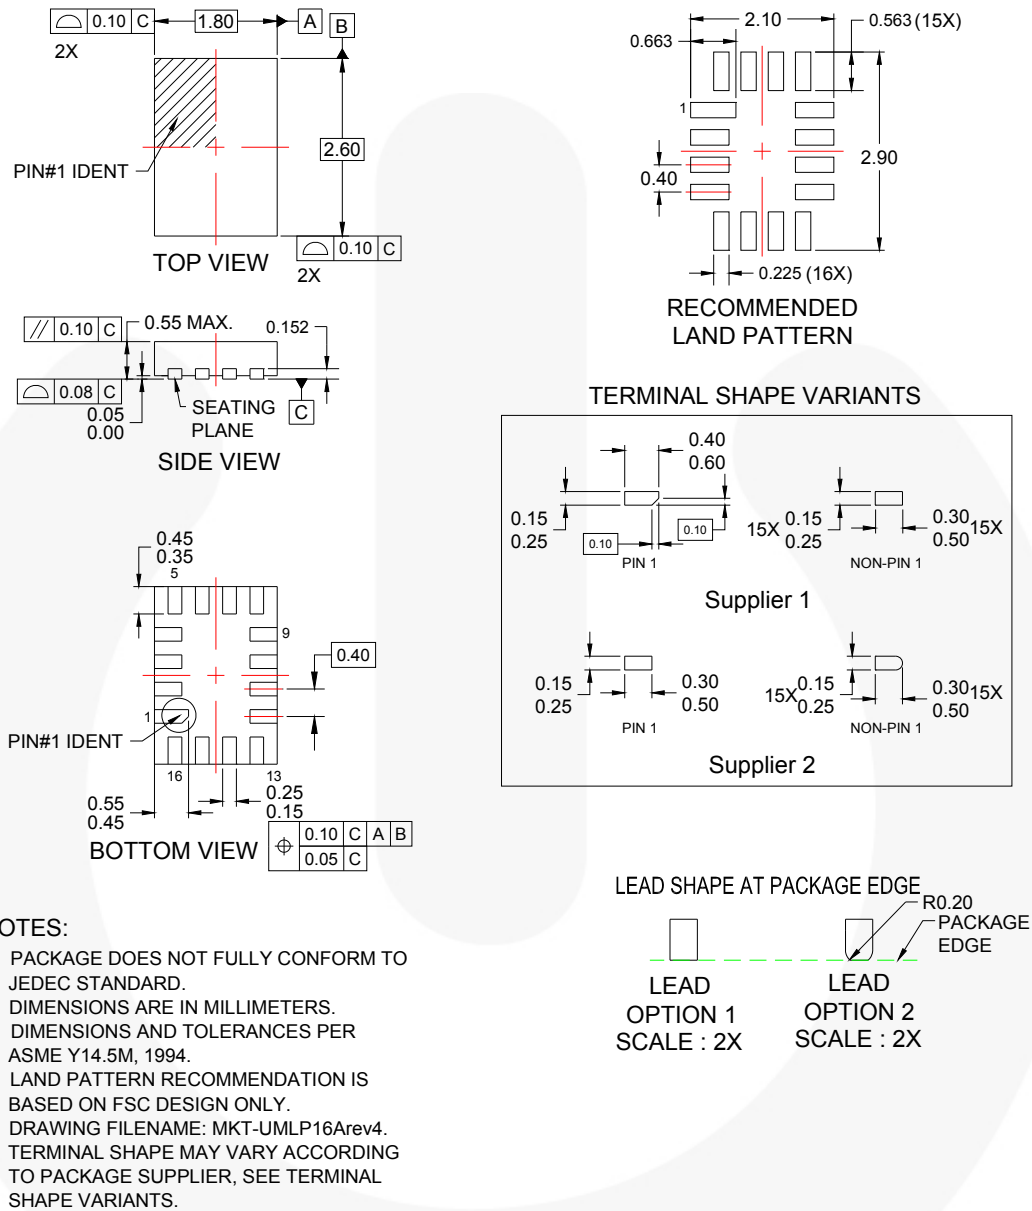 0.10 C
1.80
A
B
2X
2.60
PIN#1 IDENT
0.10 C
TOP VIEW
2X
2.10
0.563 (15X)
0.663
1
2.90
0.40
0.225 (16X)
RECOMMENDED
LAND PATTERN
// 0.10 C
0.55 MAX.
0.152
0.08 C
0.05
0.00
SEATING
PLANE
C
SIDE VIEW
TERMINAL SHAPE VARIANTS
0.40
0.60
0.15
0.25
0.10
0.10
PIN 1
15X
0.15
0.25
0.30
0.50
15X
NON-PIN 1
Supplier 1
0.15
0.25
0.30
0.50
PIN 1
15X
0.15
0.25
0.30
0.50
15X
NON-PIN 1
Supplier 2
0.45
0.35
5
9
0.40
1
PIN#1 IDENT
16
13
0.25
0.15
0.55
0.45
0.10 C A B
0.05 C
BOTTOM VIEW
LEAD SHAPE AT PACKAGE EDGE
R0.20
PACKAGE
EDGE
LEAD
OPTION 1
SCALE : 2X
LEAD
OPTION 2
SCALE : 2X
OTES:
PACKAGE DOES NOT FULLY CONFORM TO
JEDEC STANDARD.
DIMENSIONS ARE IN MILLIMETERS.
DIMENSIONS AND TOLERANCES PER
ASME Y14.5M, 1994.
LAND PATTERN RECOMMENDATION IS
BASED ON FSC DESIGN ONLY.
DRAWING FILENAME: MKT-UMLP16Arev4.
TERMINAL SHAPE MAY VARY ACCORDING
TO PACKAGE SUPPLIER, SEE TERMINAL
SHAPE VARIANTS.